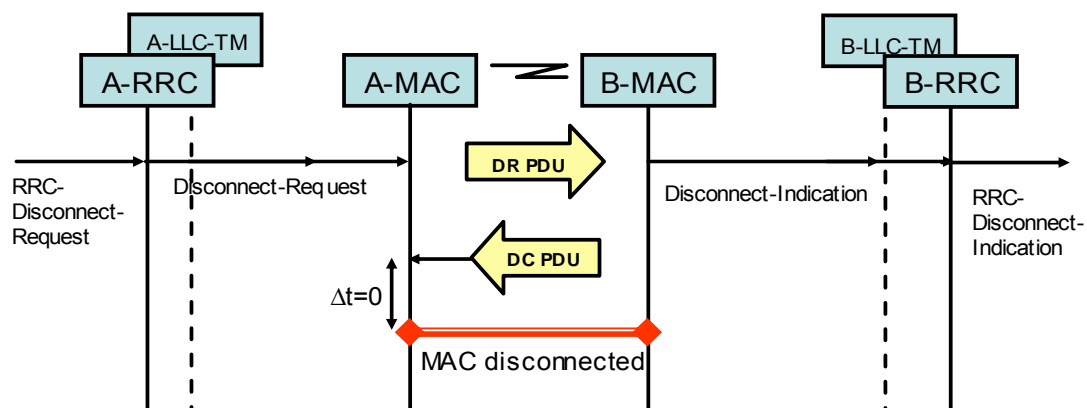 A-LLC-TM
B-LLC-TM
A-RRC
A-MAC
B-MAC
B-RRC
DR PDU
Disconnect-Request
Disconnect-Indication
RRC-
Disconnect-
Request
RRC-
Disconnect-
Indication
DC PDU
Δt=0
MAC disconnected